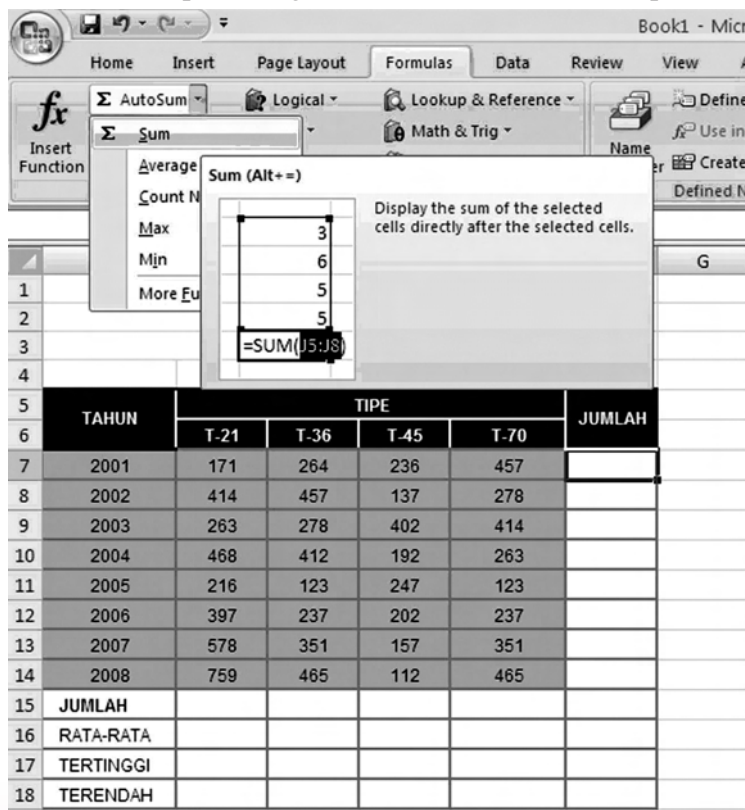 Book1 - Micr
Home Insert Page Layout Formulas Data Review View
fx Insert Function
Σ AutoSum Logical Lookup & Reference Name Define
Σ Sum Math & Trig Use in
Average Create
Count N Defined N
Max
Min
More Fu
Sum (Alt+=)
Display the sum of the selected
cells directly after the selected cells.
3
6
5
5
=SUM(J5:J8)
G
1
2
3
4
5 TAHUN TIPE JUMLAH
6 T-21 T-36 T-45 T-70
7 2001 171 264 236 457
8 2002 414 457 137 278
9 2003 263 278 402 414
10 2004 468 412 192 263
11 2005 216 123 247 123
12 2006 397 237 202 237
13 2007 578 351 157 351
14 2008 759 465 112 465
15 JUMLAH
16 RATA-RATA
17 TERTINGGI
18 TERENDAH